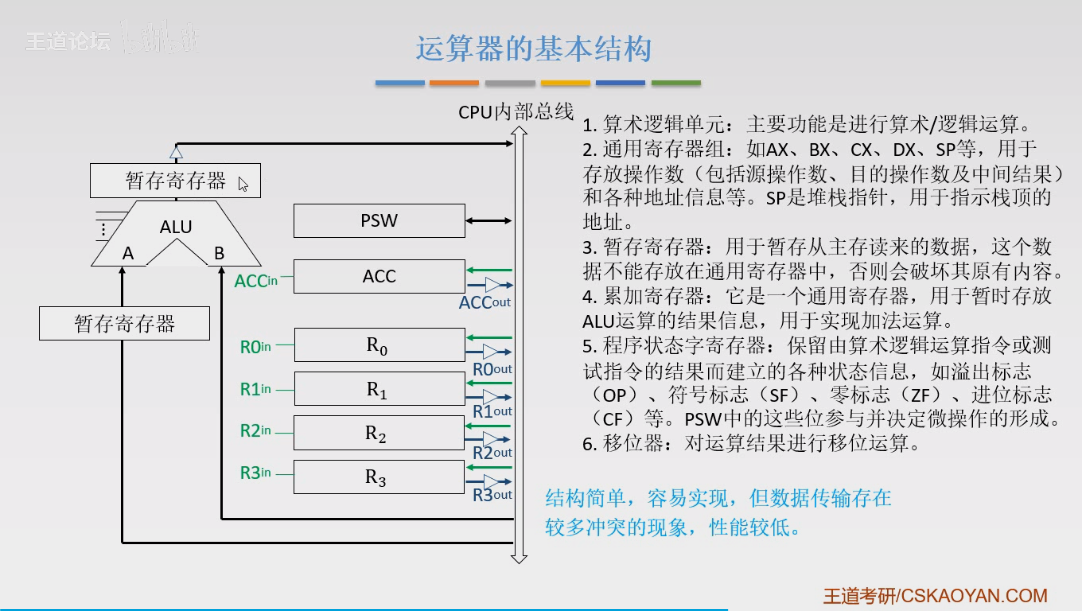 王道论坛
运算器的基本结构
CPU内部总线
暂存寄存器
ALU
A
B
暂存寄存器
PSW
ACCin
ACC
ACCout
R0in
R0
R0out
R1in
R1
R1out
R2in
R2
R2out
R3in
R3
R3out
1. 算术逻辑单元：主要功能是进行算术/逻辑运算。
2. 通用寄存器组：如AX、BX、CX、DX、SP等，用于
存放操作数（包括源操作数、目的操作数及中间结果）
和各种地址信息等。SP是堆栈指针，用于指示栈顶的
地址。
3. 暂存寄存器：用于暂存从主存读来的数据，这个数
据不能存放在通用寄存器中，否则会破坏其原有内容。
4. 累加寄存器：它是一个通用寄存器，用于暂时存放
ALU运算的结果信息，用于实现加法运算。
5. 程序状态字寄存器：保留由算术逻辑运算指令或测
试指令的结果而建立的各种状态信息，如溢出标志
（OP）、符号标志（SF）、零标志（ZF）、进位标志
（CF）等。PSW中的这些位参与并决定微操作的形成。
6. 移位器：对运算结果进行移位运算。
结构简单，容易实现，但数据传输存在
较多冲突的现象，性能较低。
王道考研/CSKAOYAN.COM